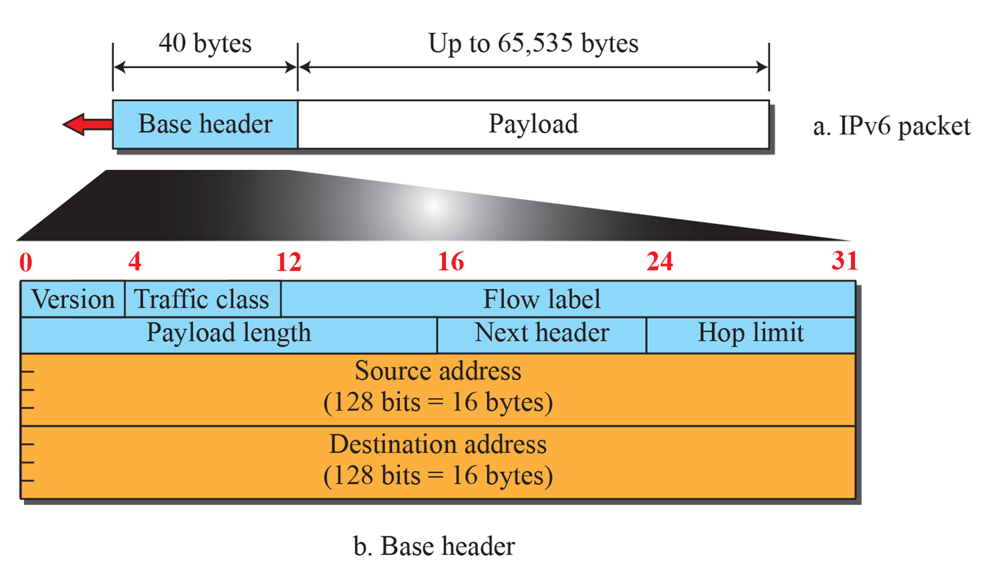 40 bytes Up to 65,535 bytes
Base header Payload a. IPv6 packet
0 4 12 16 24 31
Version Traffic class Flow label
Payload length Next header Hop limit
Source address
(128 bits = 16 bytes)
Destination address
(128 bits = 16 bytes)
b. Base header